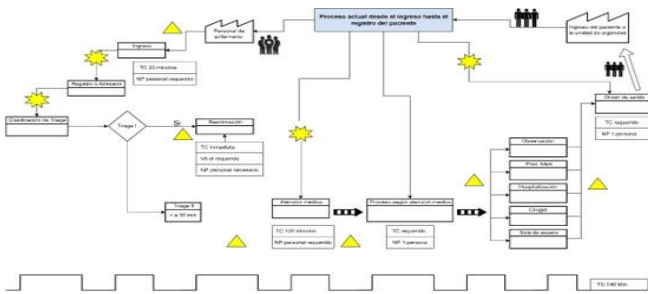 Proceso actual desde el ingreso hasta el
registro del paciente
Ingreso del paciente a
la unidad de urgencias
Personal de
enfermería
Ingreso
TC 20 minutos
NP personal requerido
Registro o Admisión
Clasificación de Triage
Triage I
Si
Reanimación
TC Inmediato
VA el requerido
NP personal necesario
Triage II
Orden de salida
TC requerido
NP 1 persona
Observación
Proc. Med
Hospitalización
Cirugía
Sala de espera
Atención medica
TC 120 minutos
NP personal requerido
Proceso según atención medica
TC requerido
NP 1 persona
TC 140 Min